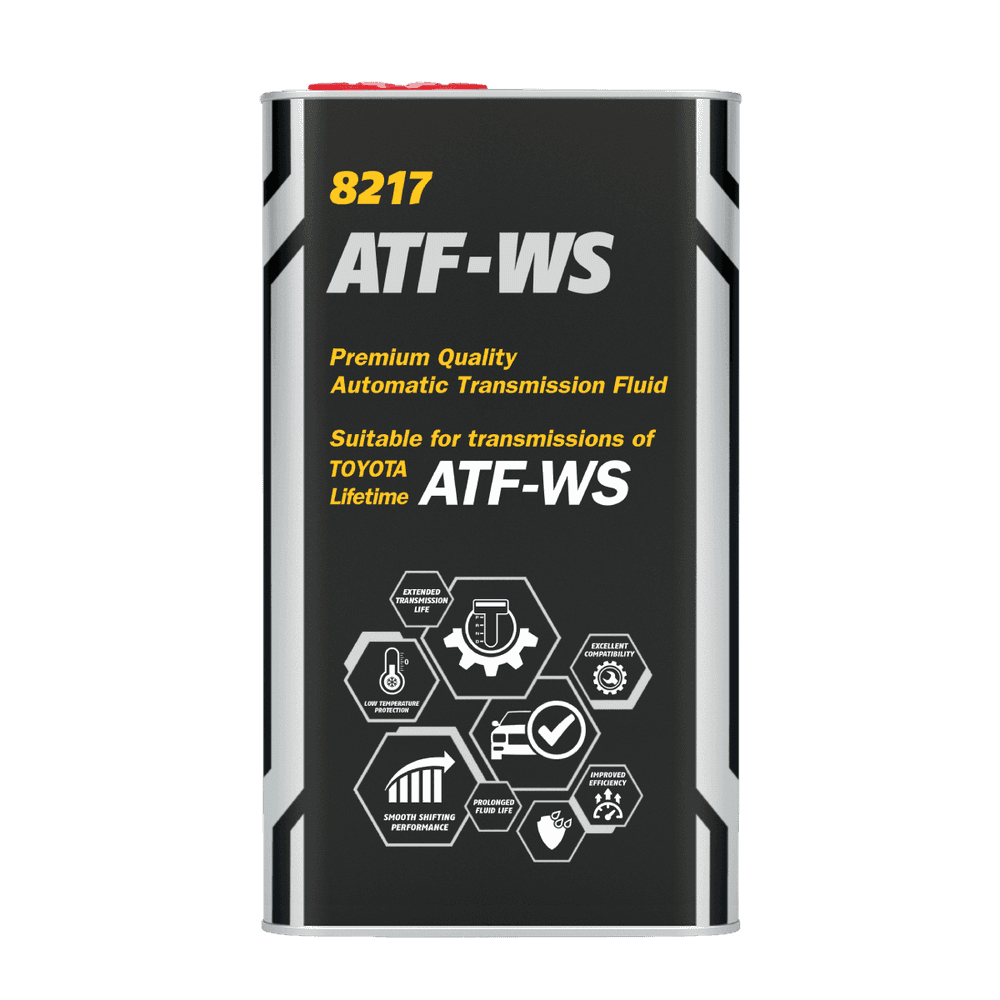 8217
ATF-WS
Premium Quality
Automatic Transmission Fluid
Suitable for transmissions of
TOYOTA
Lifetime ATF-WS
EXTENDED
TRANSMISSION
LIFE
EXCELLENT
COMPATIBILITY
0
LOW TEMPERATURE
PROTECTION
SMOOTH SHIFTING
PERFORMANCE
PROLONGED
FLUID LIFE
IMPROVED
EFFICIENCY